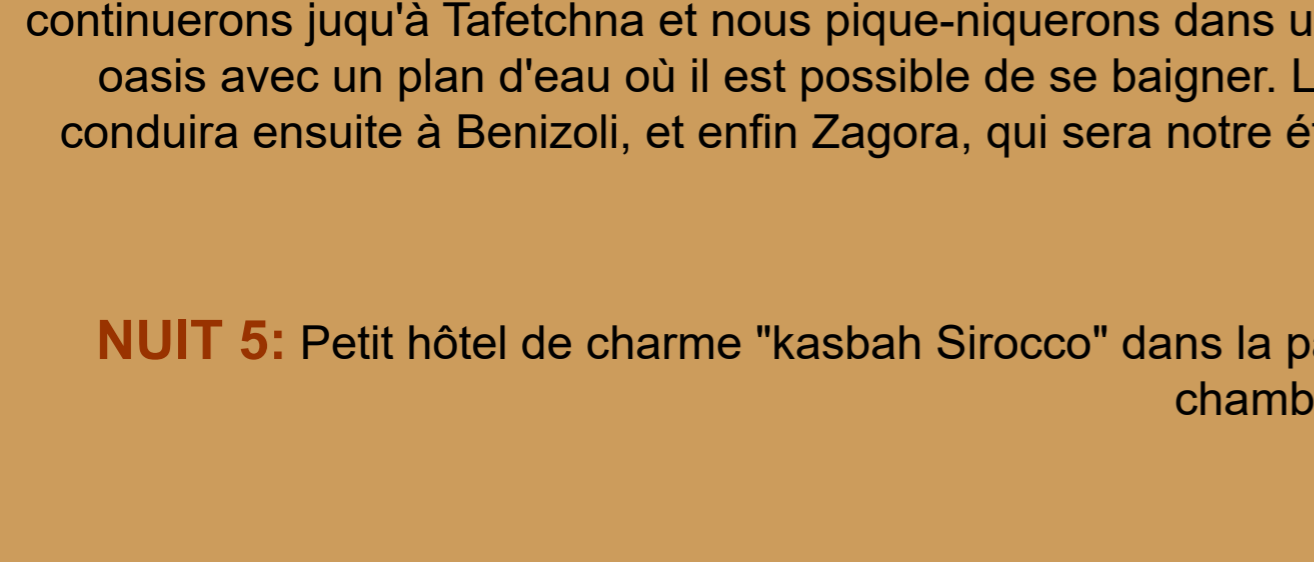 continuerons juqu'à Tafetchna et nous pique-niquerons dans
oasis avec un plan d'eau où il est possible de se baigner.
conduira ensuite à Benizoli, et enfin Zagora, qui sera notre
NUIT 5: Petit hôtel de charme "kasbah Sirocco" dans la